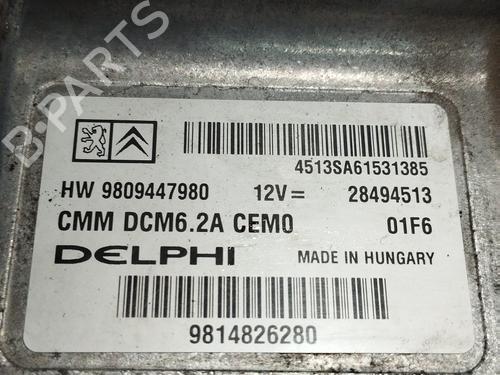 4513SA61531385
HW 9809447980 12V= 28494513
CMM DCM6.2A CEM0 01F6
DELPHI MADE IN HUNGARY
9814826280
B-PARTS